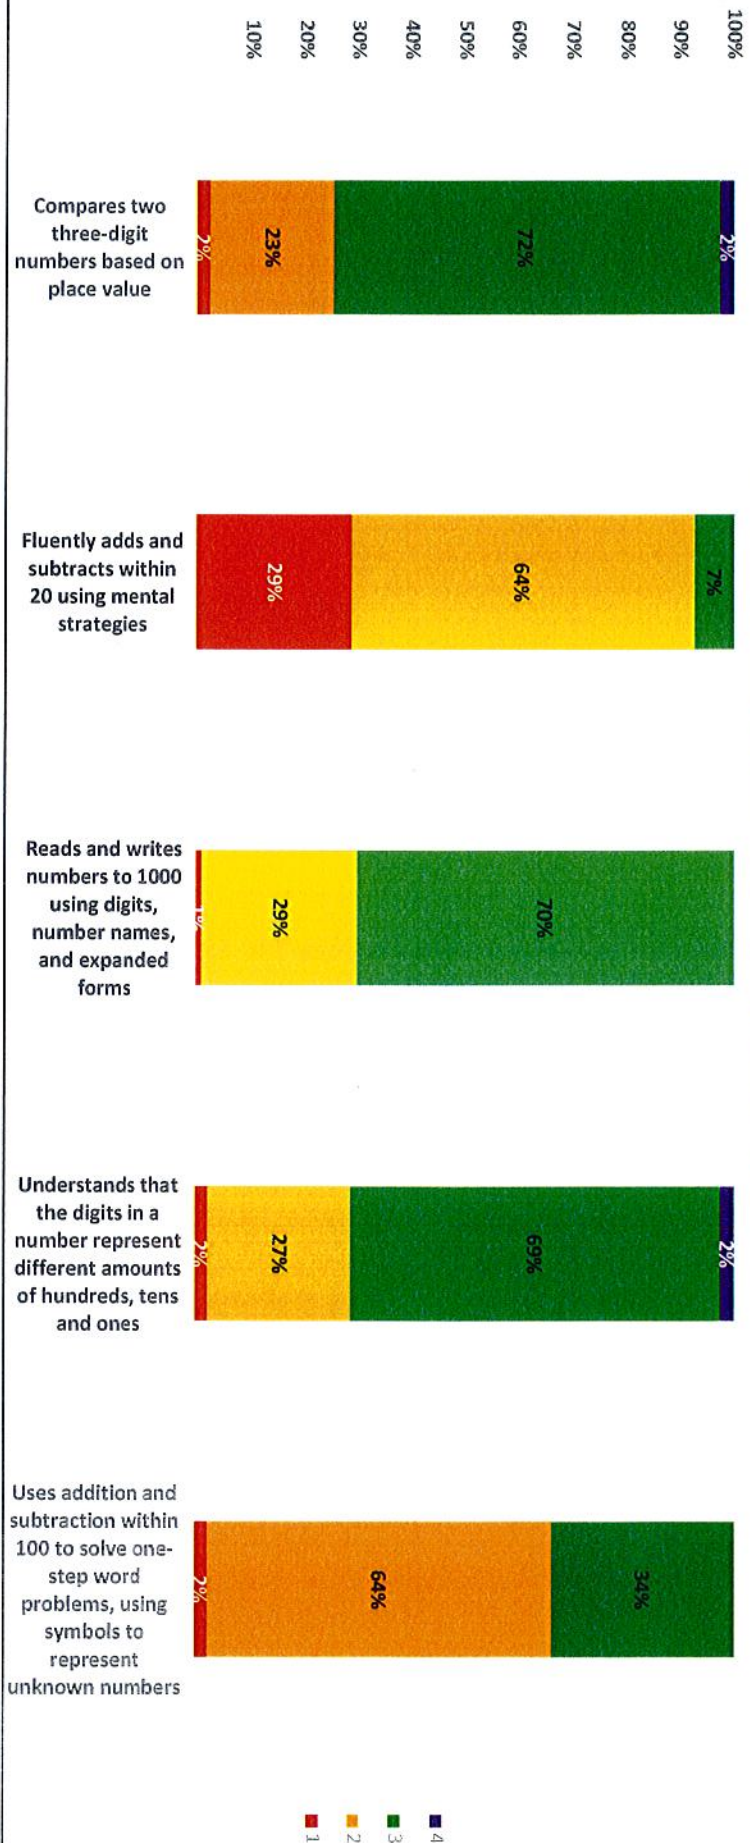 100%
90%
80%
70%
60%
50%
40%
30%
20%
10%
2%
72%
23%
2%
Compares two
three-digit
numbers based on
place value
7%
64%
29%
Fluently adds and
subtracts within
20 using mental
strategies
70%
29%
1%
Reads and writes
numbers to 1000
using digits,
number names,
and expanded
forms
2%
69%
27%
2%
Understands that
the digits in a
number represent
different amounts
of hundreds, tens
and ones
34%
64%
2%
Uses addition and
subtraction within
100 to solve one-
step word
problems, using
symbols to
represent
unknown numbers
4
3
2
1